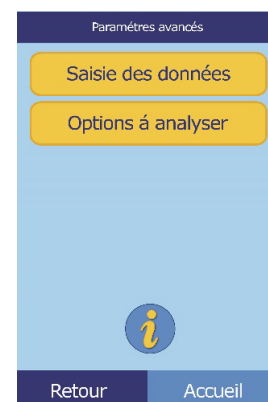 Paramétres avancés
Saisie des données
Options á analyser
i
Retour
Accueil